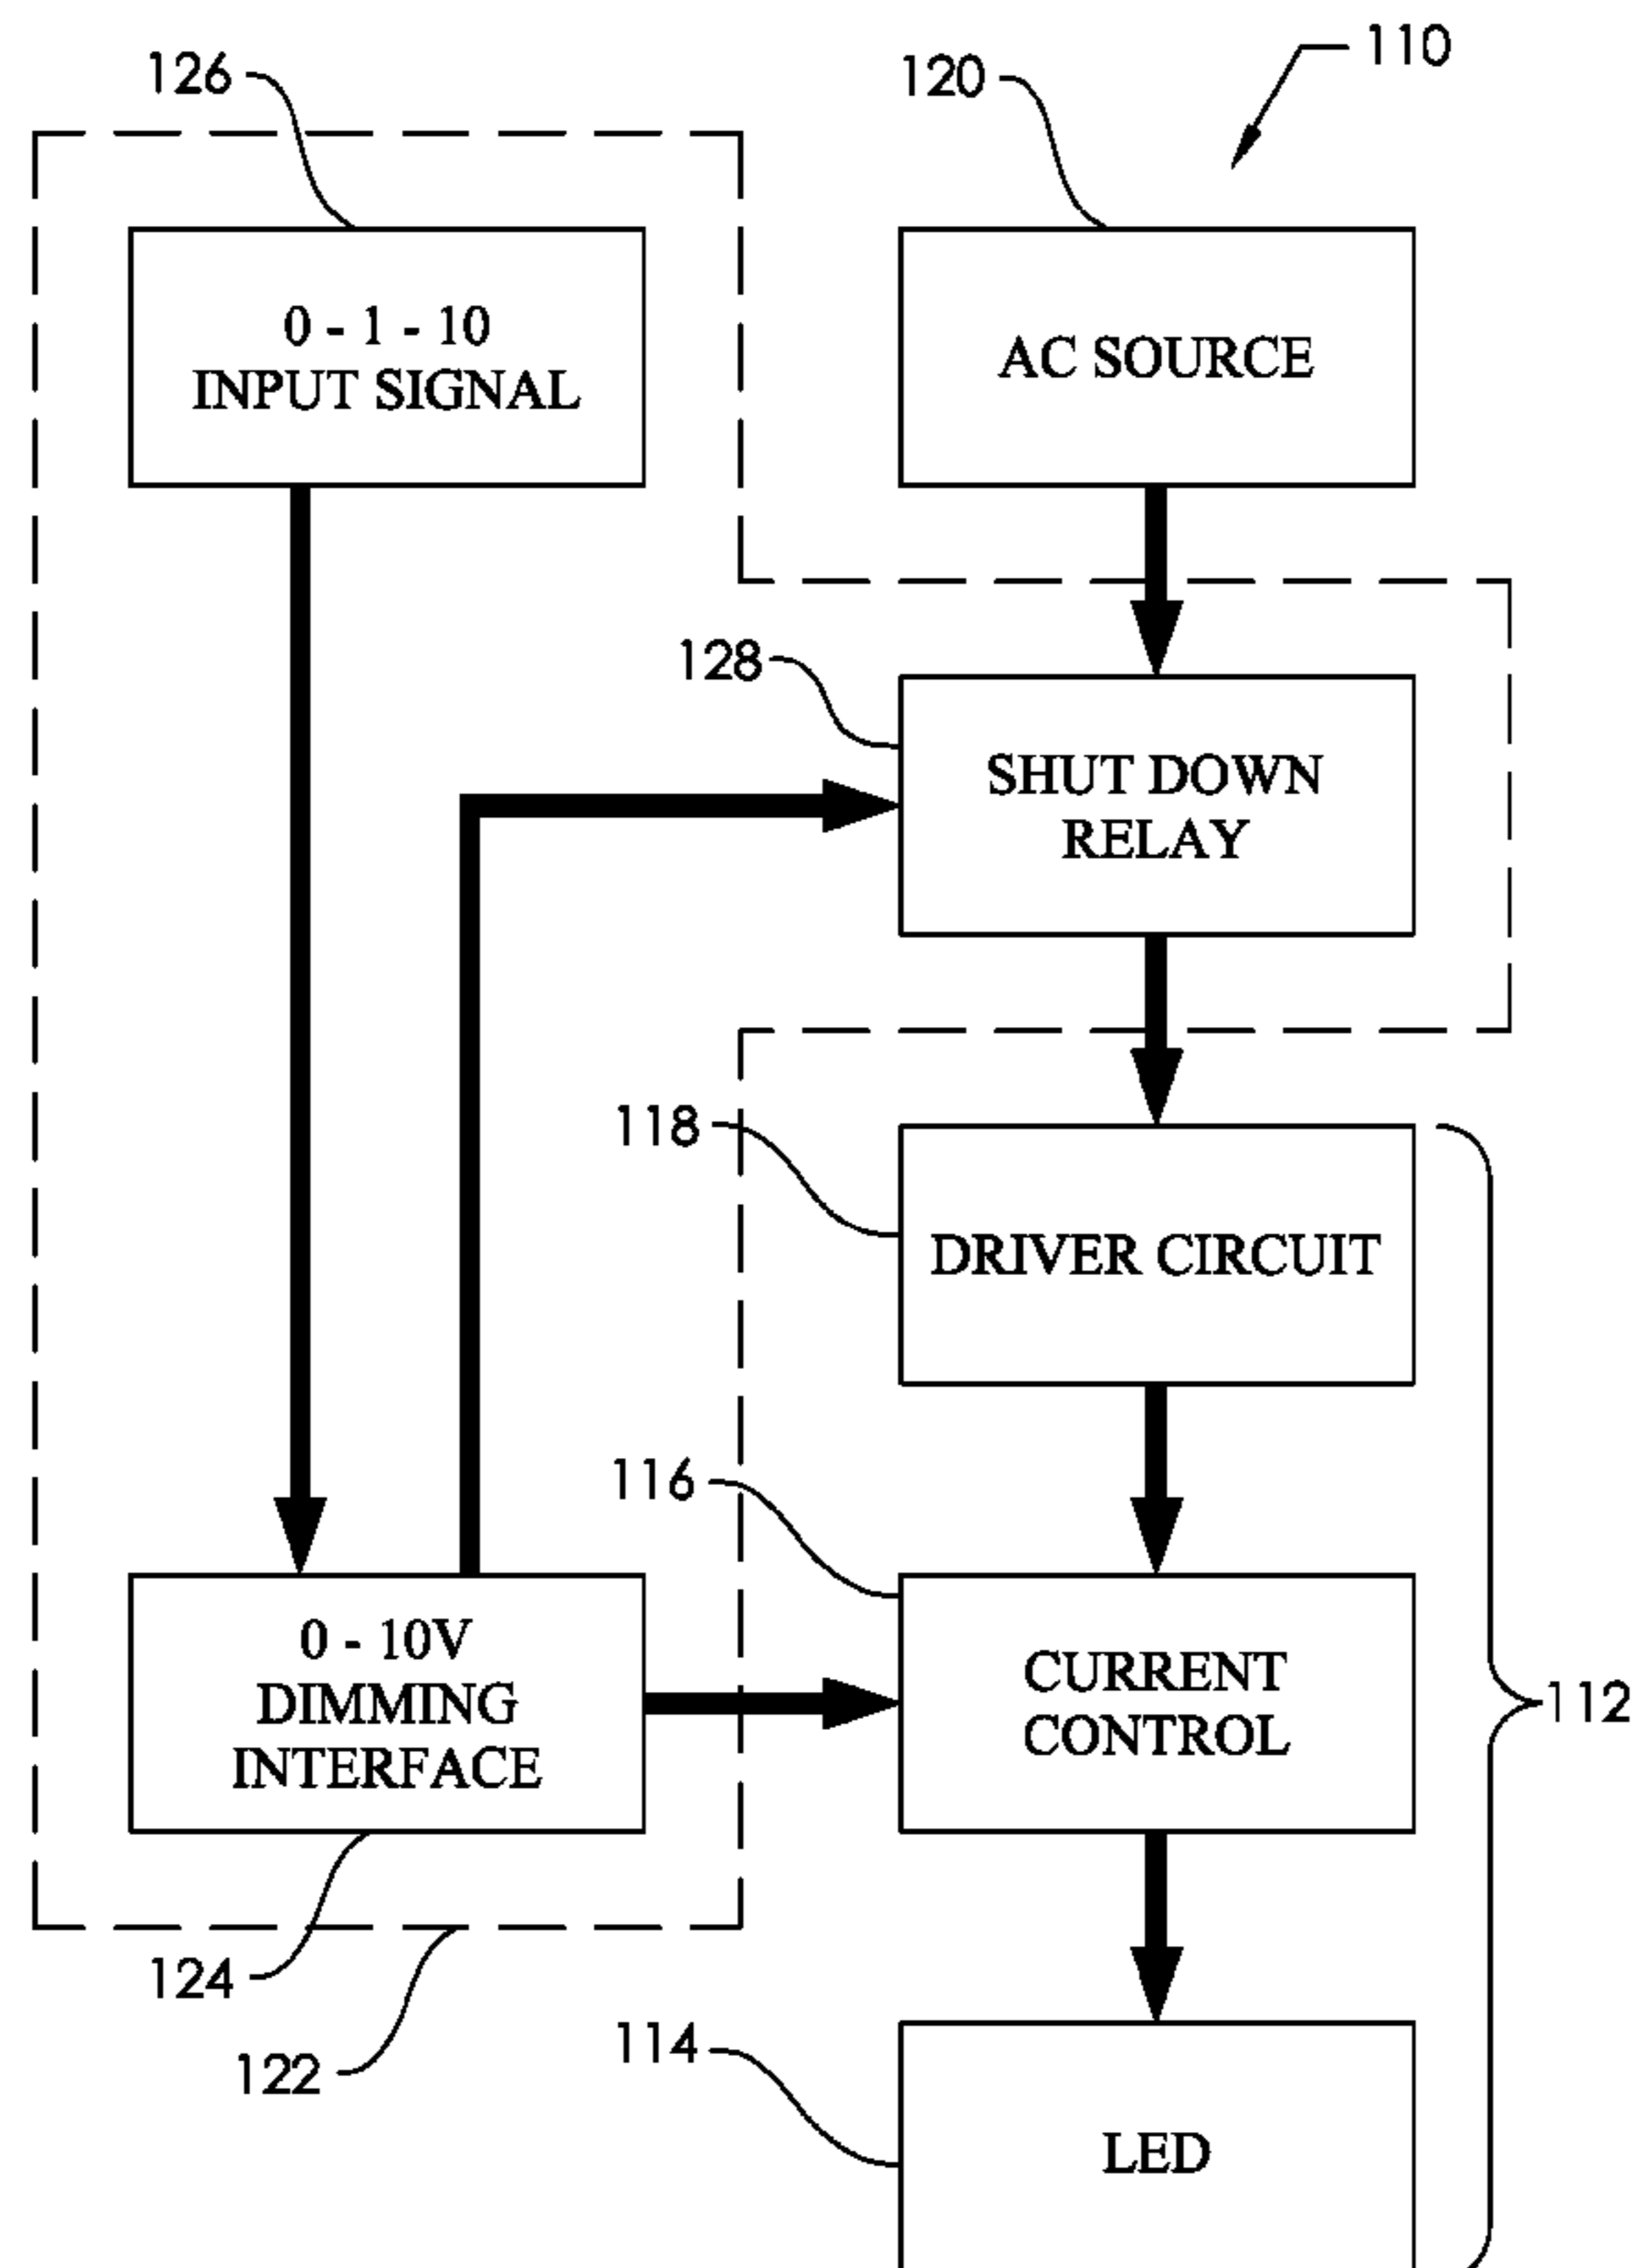 126
120
110
0 - 1 - 10
INPUT SIGNAL
AC SOURCE
128
SHUT DOWN
RELAY
118
DRIVER CIRCUIT
116
0 - 10V
DIMMING
INTERFACE
CURRENT
CONTROL
112
124
122
114
LED